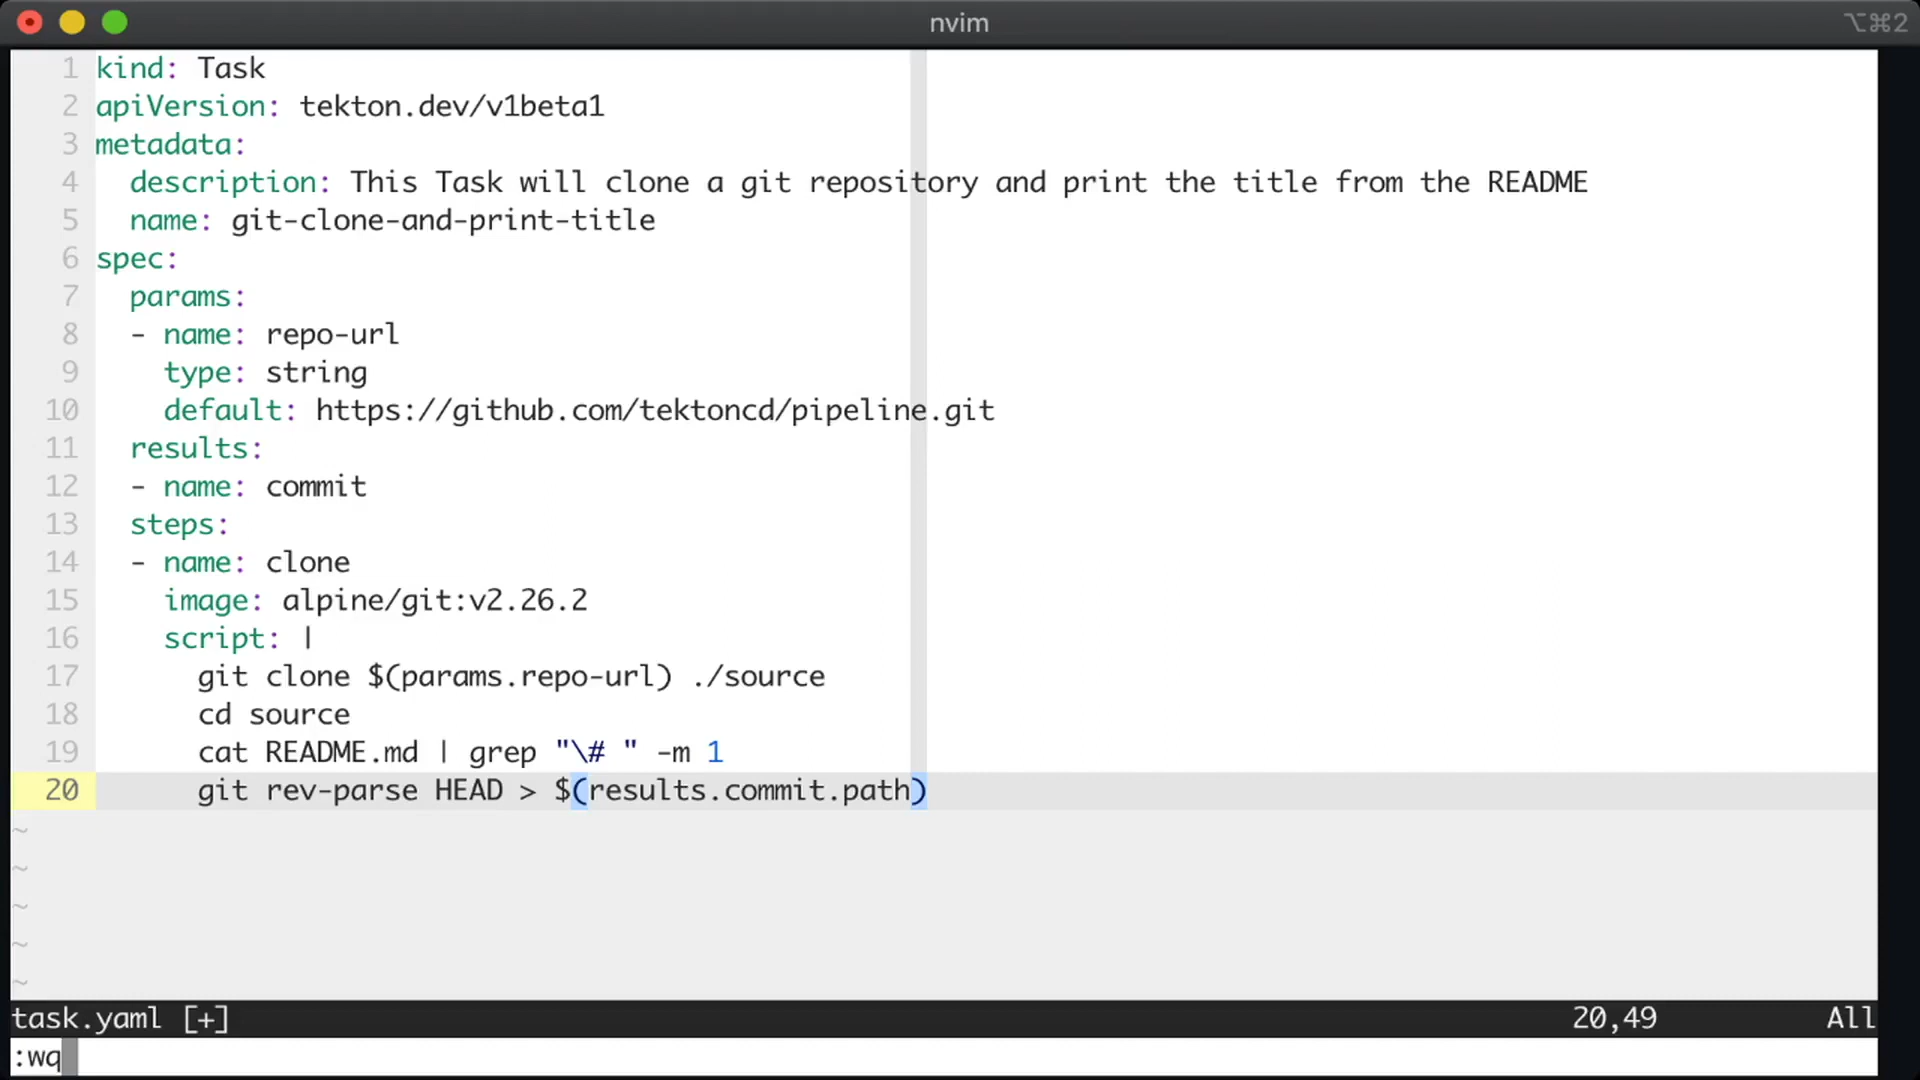 nvim
⌥⌘2
1 kind: Task
2 apiVersion: tekton.dev/v1beta1
3 metadata:
4   description: This Task will clone a git repository and print the title from the README
5   name: git-clone-and-print-title
6 spec:
7   params:
8   - name: repo-url
9     type: string
10     default: https://github.com/tektoncd/pipeline.git
11   results:
12   - name: commit
13   steps:
14   - name: clone
15     image: alpine/git:v2.26.2
16     script: |
17       git clone $(params.repo-url) ./source
18       cd source
19       cat README.md | grep "\# " -m 1
20       git rev-parse HEAD > $(results.commit.path)
~
~
~
~
~
task.yaml [+] 20,49 All
:wq